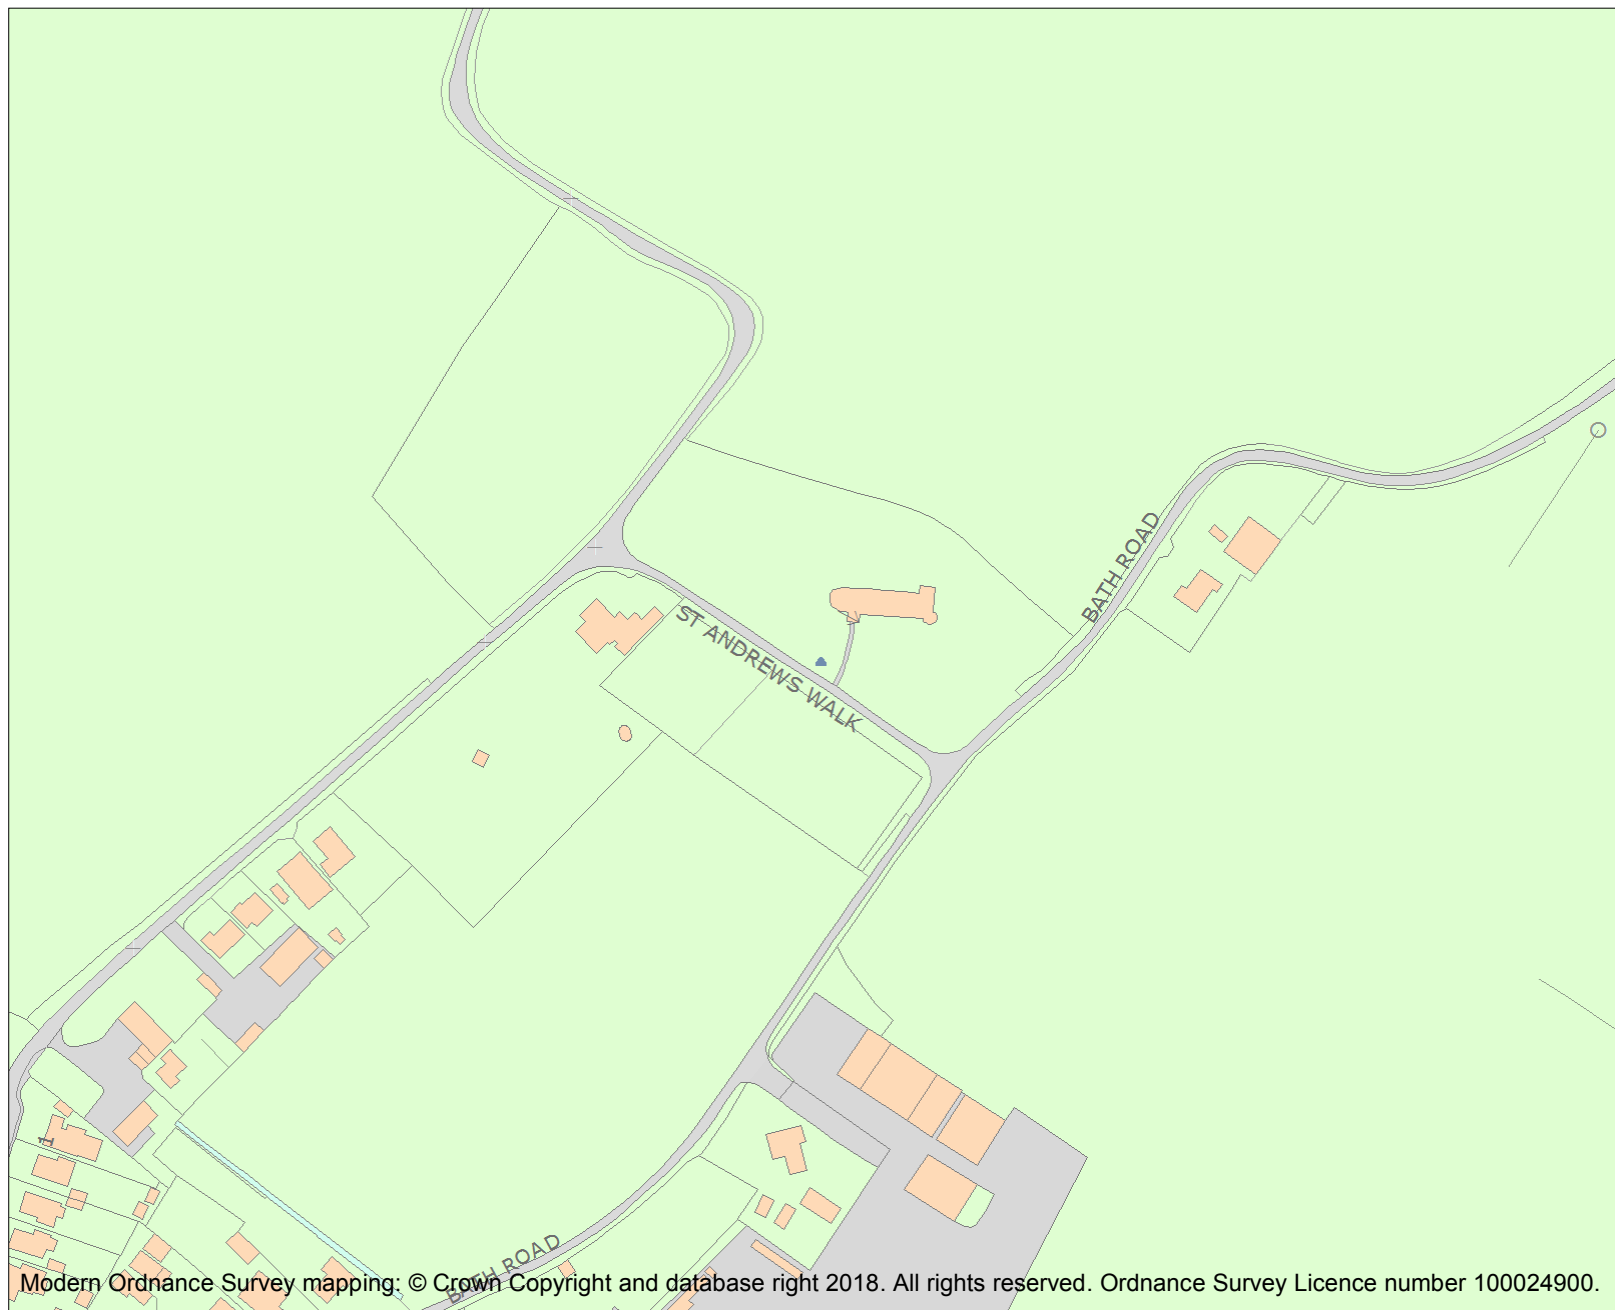 BATH ROAD
ST ANDREWS WALK
1
BATH ROAD
Modern Ordnance Survey mapping: © Crown Copyright and database right 2018. All rights reserved. Ordnance Survey Licence number 100024900.